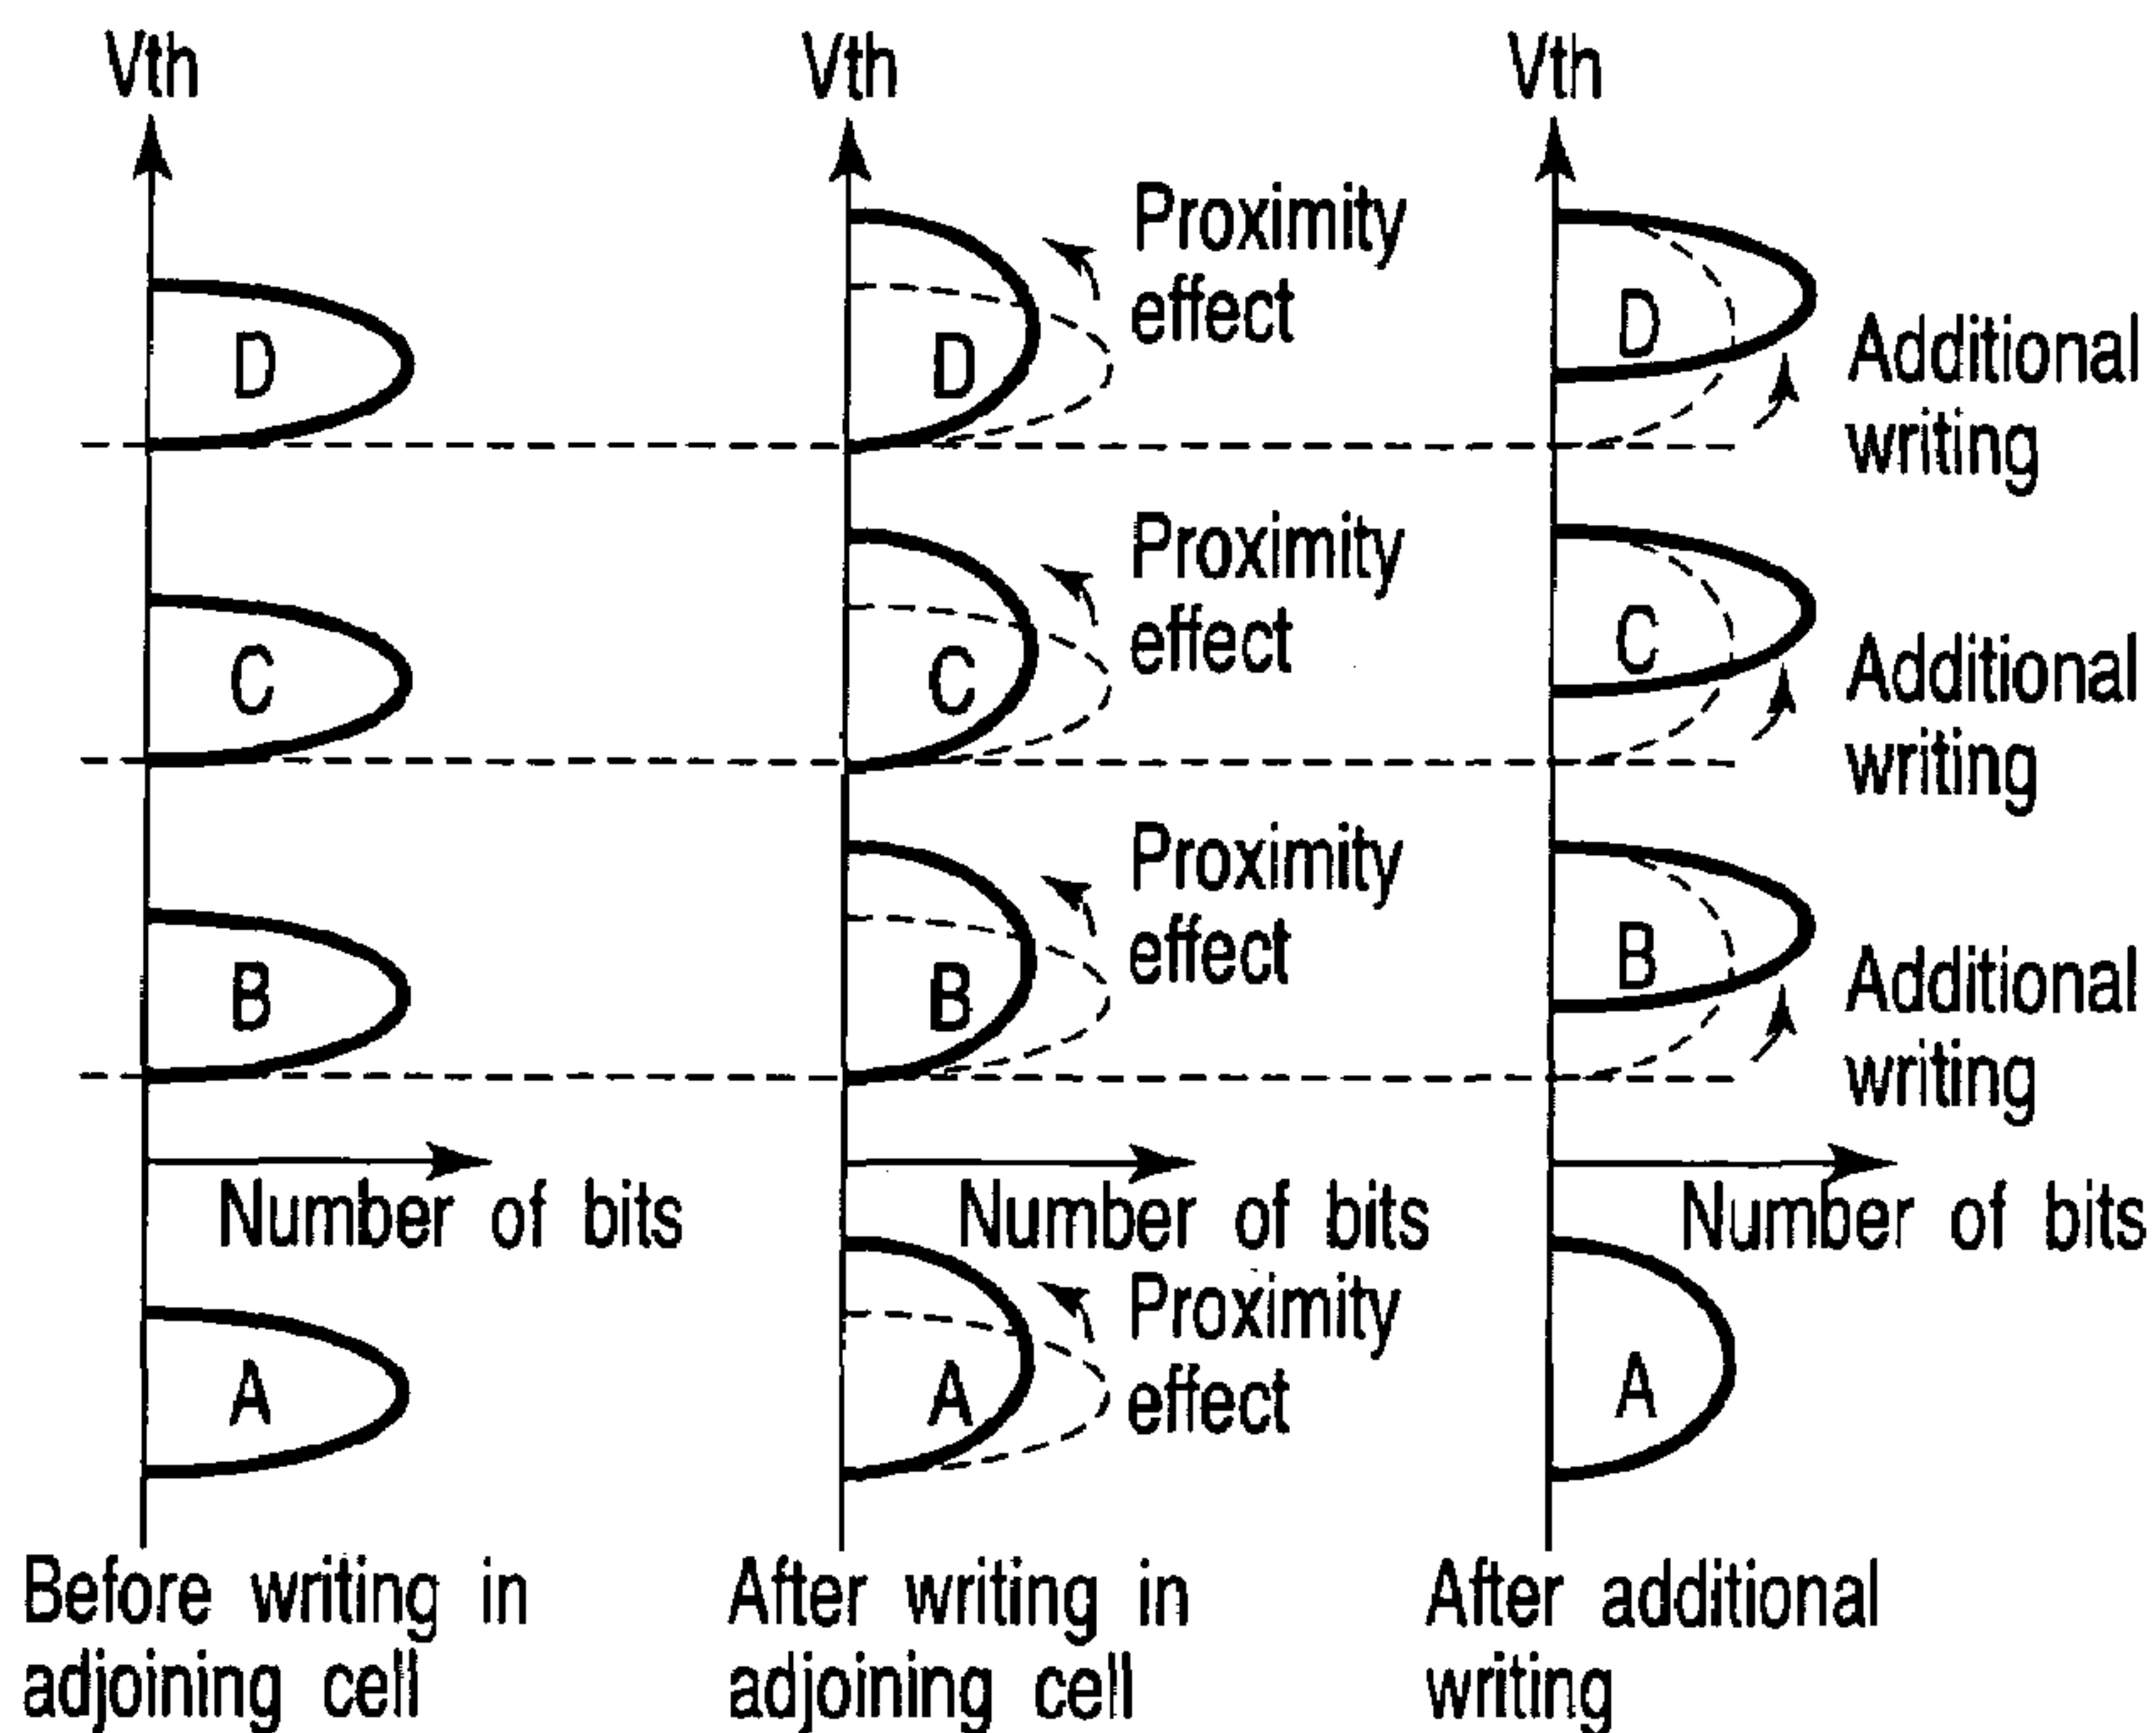 Vth
D
C
B
Number of bits
A
Before writing in
adjoining cell
Vth
Proximity
effect
D
Proximity
effect
C
Proximity
effect
B
Number of bits
Proximity
effect
A
After writing in
adjoining cell
Vth
D
Additional
writing
C
Additional
writing
B
Additional
writing
Number of bits
A
After additional
writing